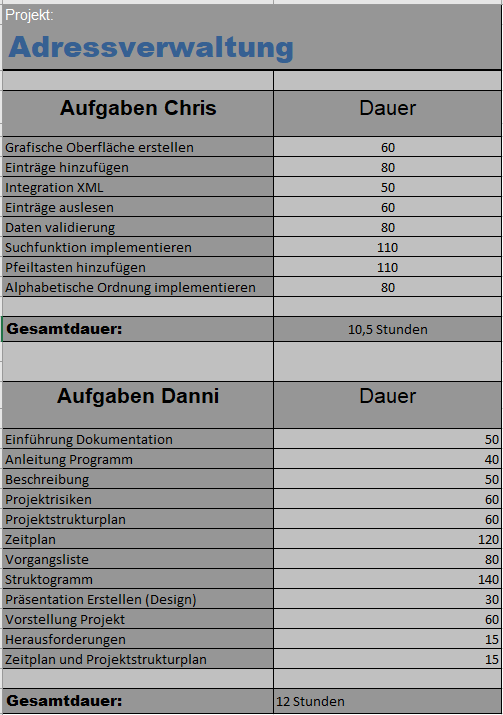 Projekt:
Adressverwaltung
Aufgaben Chris Dauer
Grafische Oberfläche erstellen 60
Einträge hinzufügen 80
Integration XML 50
Einträge auslesen 60
Daten validierung 80
Suchfunktion implementieren 110
Pfeiltasten hinzufügen 110
Alphabetische Ordnung implementieren 80
Gesamtdauer: 10,5 Stunden
Aufgaben Danni Dauer
Einführung Dokumentation 50
Anleitung Programm 40
Beschreibung 50
Projektrisiken 60
Projektstrukturplan 60
Zeitplan 120
Vorgangsliste 80
Struktogramm 140
Präsentation Erstellen (Design) 30
Vorstellung Projekt 60
Herausforderungen 15
Zeitplan und Projektstrukturplan 15
Gesamtdauer: 12 Stunden